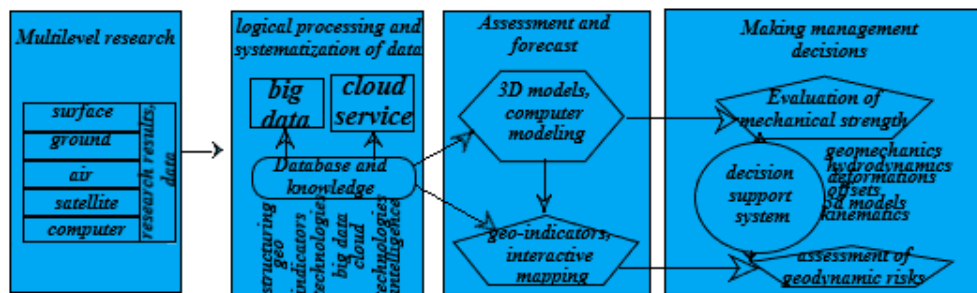 Multilevel research
surface
ground
air
satellite
computer
research results,
data
logical processing and
systematization of data
big
data
cloud
service
Database and
knowledge
structuring
geo
indicators
technologies
big data
cloud
technologies
intelligence
Assessment and
forecast
3D models,
computer
modeling
geo-indicators,
interactive
mapping
Making management
decisions
Evaluation of
mechanical strength
decision
support
system
geomechanics
hydrodynamics
deformations
offsets
3d models
kinematics
assessment of
geodynamic risks